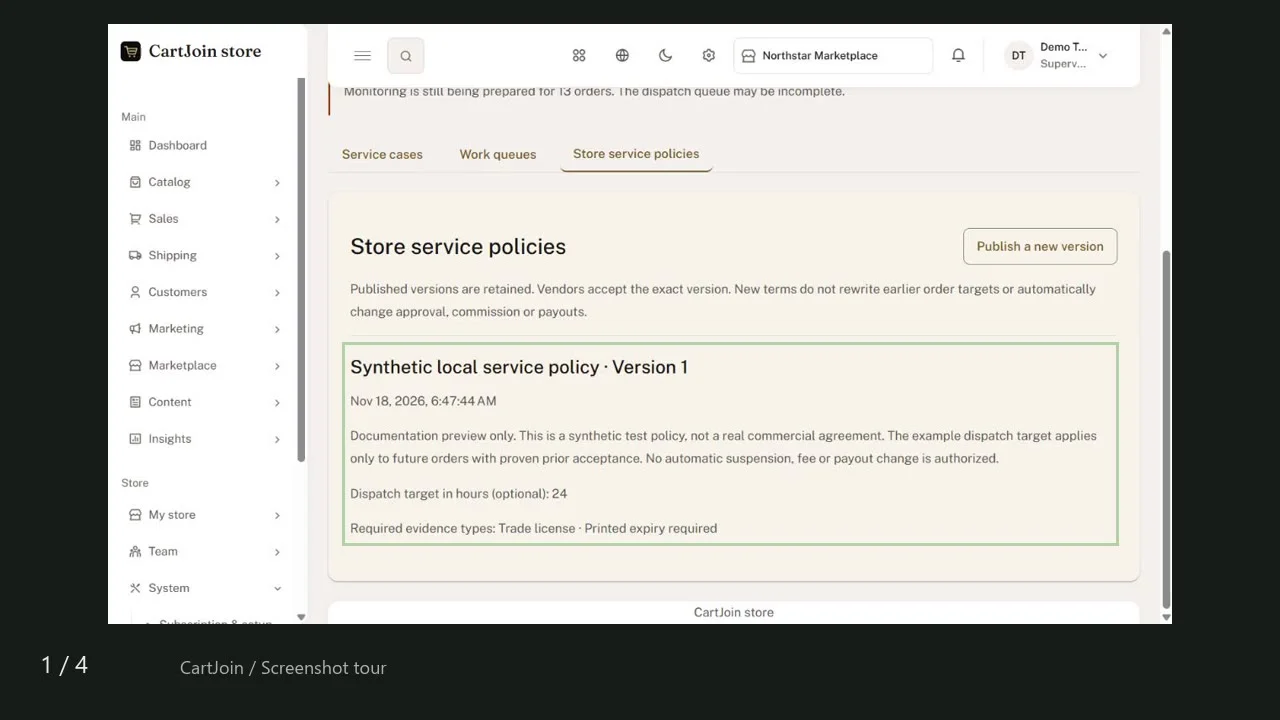 CartJoin store
Northstar Marketplace
DT
Demo T...
Superv...
Main
Dashboard
Catalog
Sales
Shipping
Customers
Marketing
Marketplace
Content
Insights
Store
My store
Team
System
Subscription & setup
Monitoring is still being prepared for 13 orders. The dispatch queue may be incomplete.
Service cases
Work queues
Store service policies
Store service policies
Publish a new version
Published versions are retained. Vendors accept the exact version. New terms do not rewrite earlier order targets or automatically
change approval, commission or payouts.
Synthetic local service policy · Version 1
Nov 18, 2026, 6:47:44 AM
Documentation preview only. This is a synthetic test policy, not a real commercial agreement. The example dispatch target applies
only to future orders with proven prior acceptance. No automatic suspension, fee or payout change is authorized.
Dispatch target in hours (optional): 24
Required evidence types: Trade license · Printed expiry required
CartJoin store
1 / 4
CartJoin / Screenshot tour